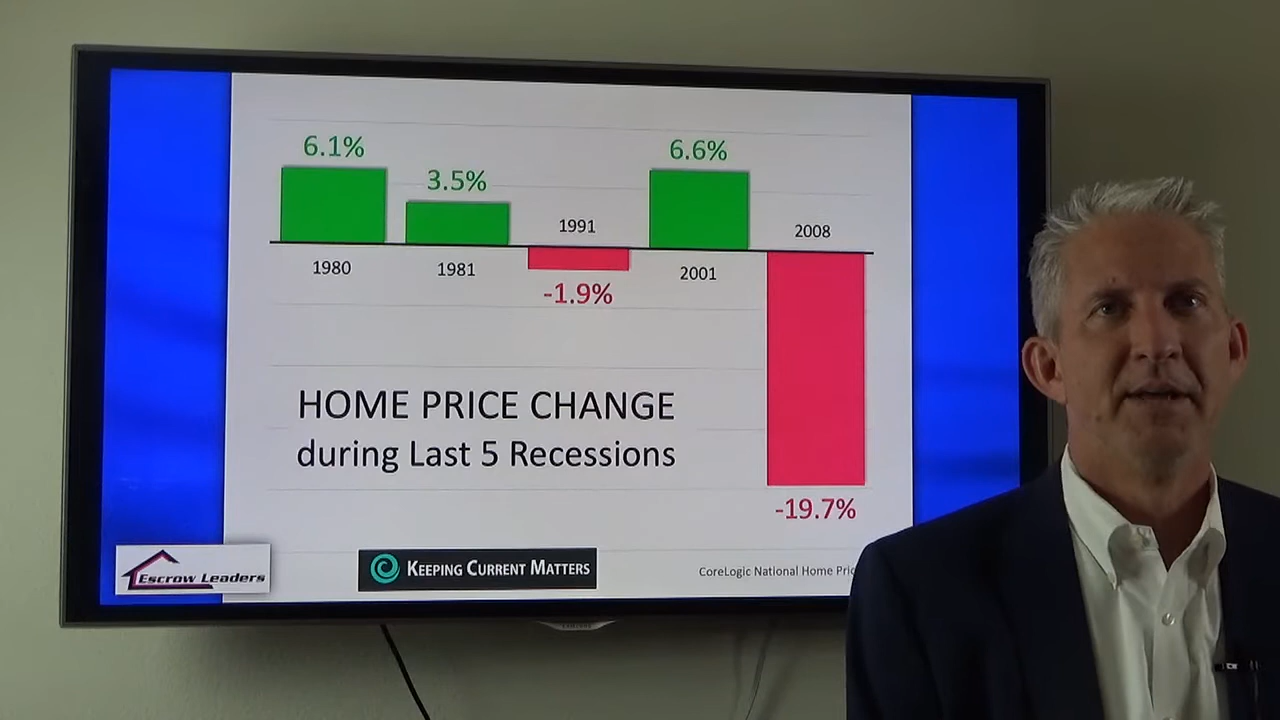 6.1%
3.5%
6.6%
1991
2008
1980
1981
2001
-1.9%
HOME PRICE CHANGE
during Last 5 Recessions
-19.7%
Escrow Leaders
KEEPING CURRENT MATTERS
CoreLogic National Home